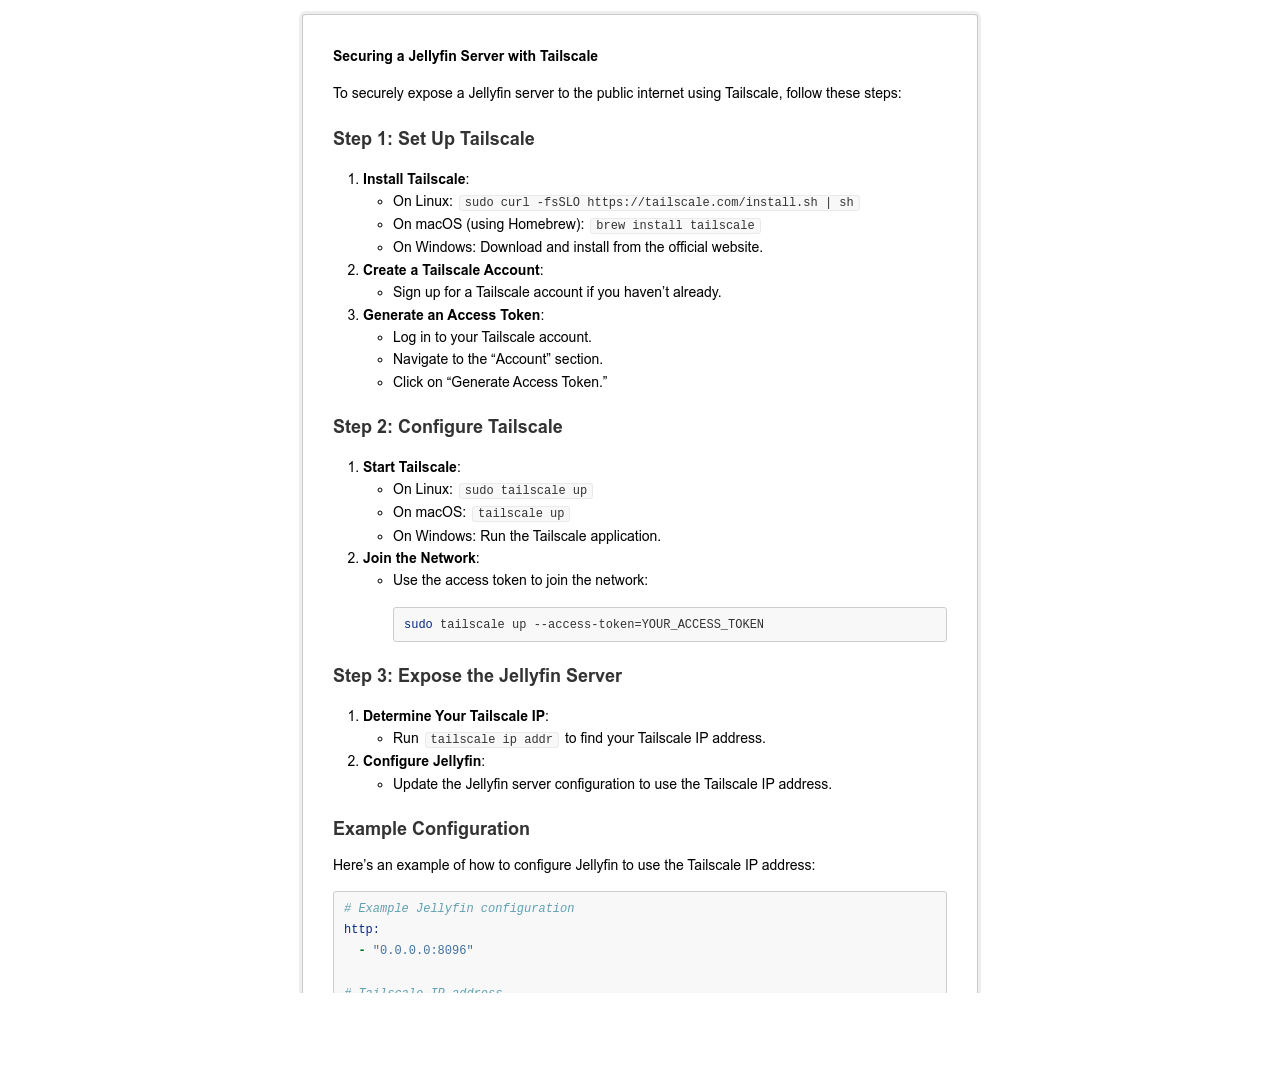 Securing a Jellyfin Server with Tailscale
To securely expose a Jellyfin server to the public internet using Tailscale, follow these steps:
Step 1: Set Up Tailscale
1. Install Tailscale:
◦ On Linux: sudo curl -fsSLO https://tailscale.com/install.sh | sh
◦ On macOS (using Homebrew): brew install tailscale
◦ On Windows: Download and install from the official website.
2. Create a Tailscale Account:
◦ Sign up for a Tailscale account if you haven’t already.
3. Generate an Access Token:
◦ Log in to your Tailscale account.
◦ Navigate to the “Account” section.
◦ Click on “Generate Access Token.”
Step 2: Configure Tailscale
1. Start Tailscale:
◦ On Linux: sudo tailscale up
◦ On macOS: tailscale up
◦ On Windows: Run the Tailscale application.
2. Join the Network:
◦ Use the access token to join the network:
sudo tailscale up --access-token=YOUR_ACCESS_TOKEN
Step 3: Expose the Jellyfin Server
1. Determine Your Tailscale IP:
◦ Run tailscale ip addr to find your Tailscale IP address.
2. Configure Jellyfin:
◦ Update the Jellyfin server configuration to use the Tailscale IP address.
Example Configuration
Here’s an example of how to configure Jellyfin to use the Tailscale IP address:
# Example Jellyfin configuration
http:
  - "0.0.0.0:8096"
# Tailscale IP address